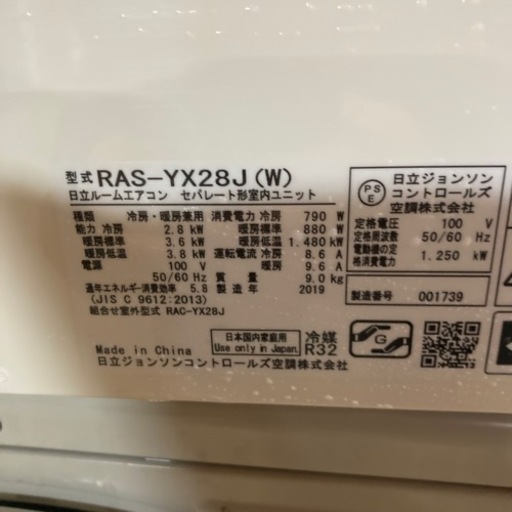 型式 RAS-YX28J(W)
日立ルームエアコン セパレート形室内ユニット
種類 冷房・暖房兼用 消費電力 冷房 790 W
能力 冷房 2.8 kW 暖房標準 880 W
暖房標準 3.6 kW 暖房低温 1.480 kW
暖房低温 3.8 kW 運転電流 冷房 8.6 A
電源 100 V 暖房 9.6 A
50/60 Hz 質量 9.0 kg
通年エネルギー消費効率 5.8 製造年 2019
(JIS C 9612:2013)
組合せ室外型式 RAC-YX28J
日本国内家庭用
Use only in Japan.
冷媒
R32
Made in China
日立ジョンソンコントロールズ空調株式会社
PSE
日立ジョンソン
コントロールズ
空調株式会社
定格電圧 100 V
定格周波数 50/60 Hz
電動機の定
格消費電力 1.250 kW
製造番号 001739
G